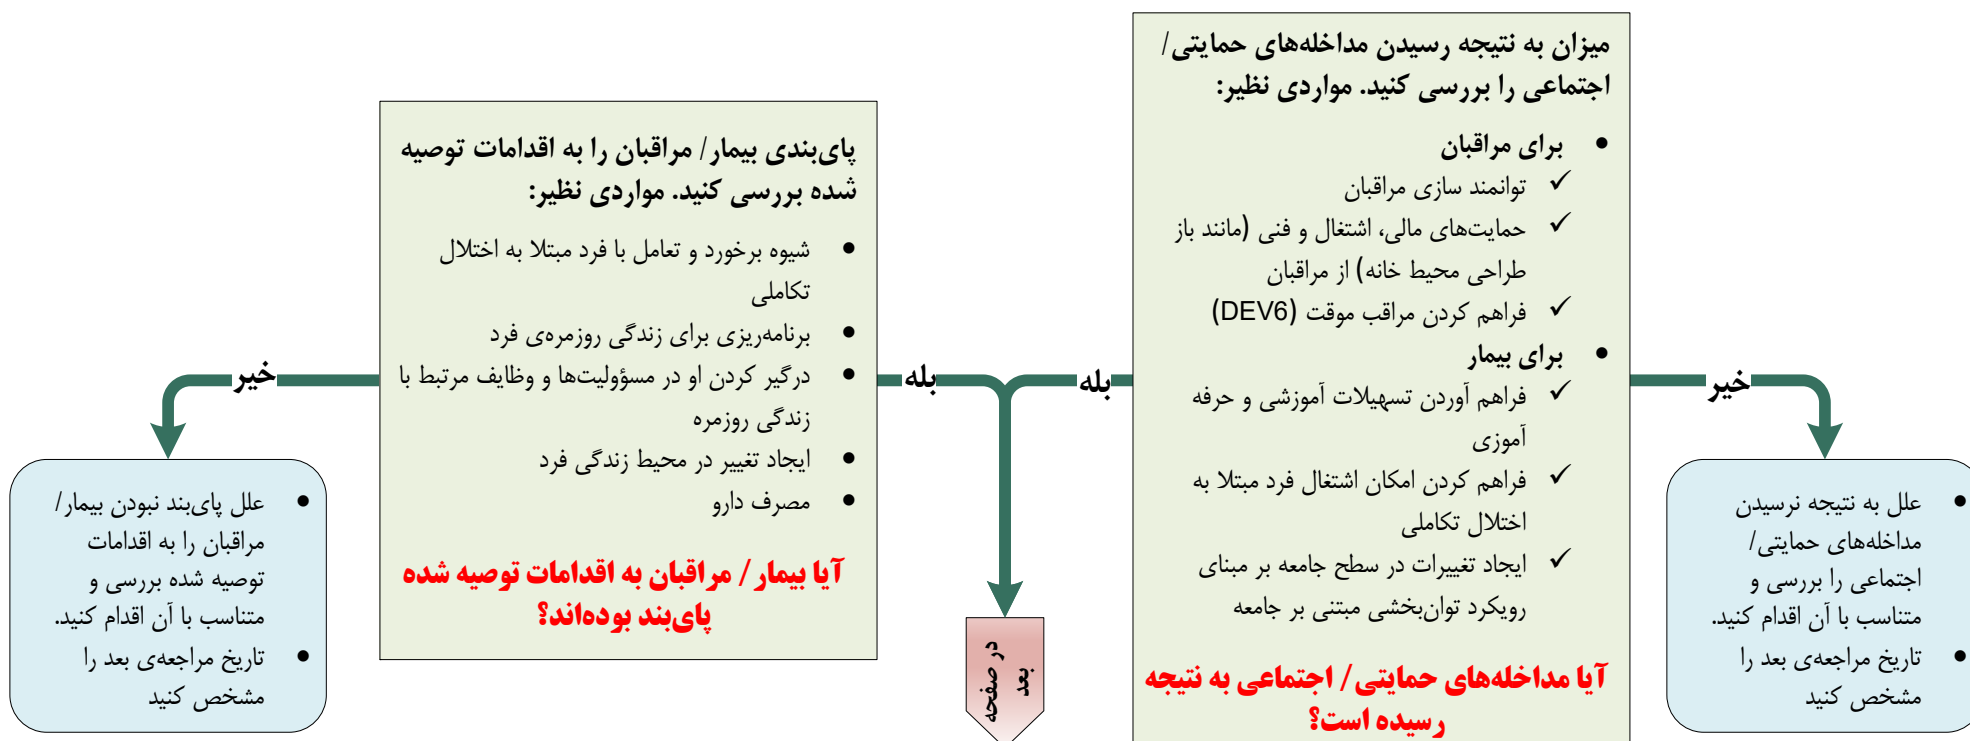 میزان به نتیجه رسیدن مداخله‌های حمایتی/
اجتماعی را بررسی کنید. مواردی نظیر:
• برای مراقبان
✓ توانمند سازی مراقبان
✓ حمایت‌های مالی، اشتغال و فنی (مانند باز
طراحی محیط خانه) از مراقبان
✓ فراهم کردن مراقب موقت (DEV6)
• برای بیمار
✓ فراهم آوردن تسهیلات آموزشی و حرفه
آموزی
✓ فراهم کردن امکان اشتغال فرد مبتلا به
اختلال تکاملی
✓ ایجاد تغییرات در سطح جامعه بر مبنای
رویکرد توان‌بخشی مبتنی بر جامعه
آیا مداخله‌های حمایتی/ اجتماعی به نتیجه
رسیده است؟
خیر
• علل به نتیجه نرسیدن
مداخله‌های حمایتی/
اجتماعی را بررسی و
متناسب با آن اقدام کنید.
• تاریخ مراجعه‌ی بعد را
مشخص کنید
بله
بله
در صفحه
بعد
پای‌بندی بیمار/ مراقبان را به اقدامات توصیه
شده بررسی کنید. مواردی نظیر:
• شیوه برخورد و تعامل با فرد مبتلا به اختلال
تکاملی
• برنامه‌ریزی برای زندگی روزمره‌ی فرد
• درگیر کردن او در مسؤولیت‌ها و وظایف مرتبط با
زندگی روزمره
• ایجاد تغییر در محیط زندگی فرد
• مصرف دارو
آیا بیمار/ مراقبان به اقدامات توصیه شده
پای‌بند بوده‌اند؟
خیر
• علل پای‌بند نبودن بیمار/
مراقبان را به اقدامات
توصیه شده بررسی و
متناسب با آن اقدام کنید.
• تاریخ مراجعه‌ی بعد را
مشخص کنید